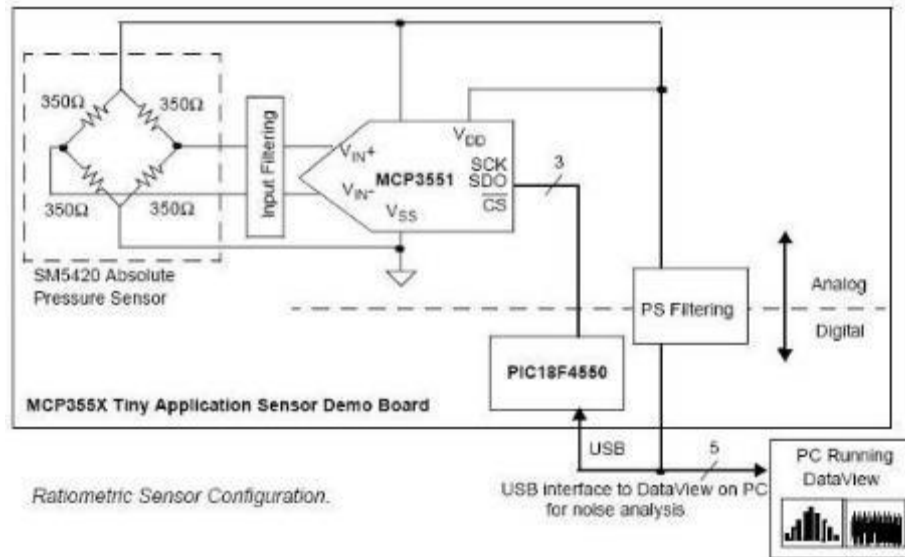 350Ω 350Ω
350Ω 350Ω
SM5420 Absolute
Pressure Sensor
Input Filtering
VIN+
VIN-
VDD
VSS
MCP3551
SCK
SDO
CS
3
PS Filtering
Analog
Digital
PIC18F4550
MCP355X Tiny Application Sensor Demo Board
USB
5
USB interface to DataView on PC
for noise analysis
PC Running
DataView
Ratiometric Sensor Configuration.